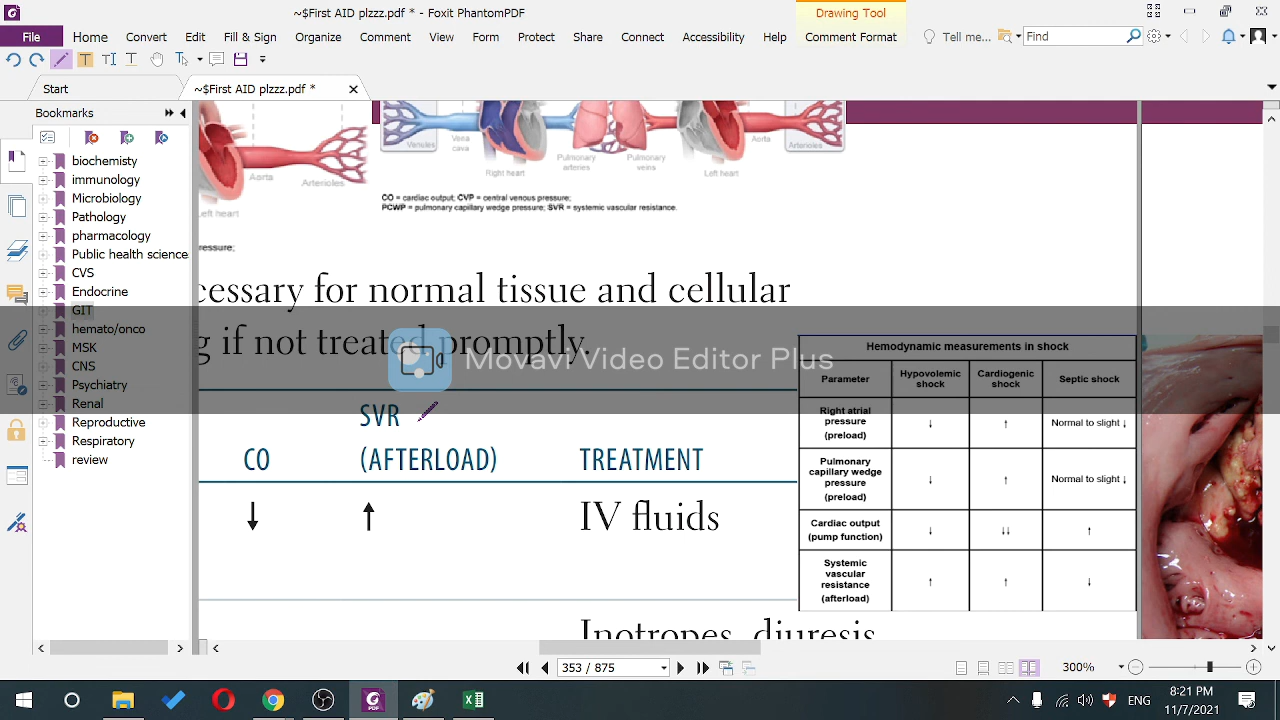 ~$First AID plzzz.pdf * - Foxit PhantomPDF
Drawing Tool
File Home Convert Edit Fill & Sign Organize Comment View Form Protect Share Connect Accessibility Help Comment Format Tell me... Find
Start ~$First AID plzzz.pdf *
Bookmarks
biochemisty
immunology
Microbiology
Pathology
pharmacology
Public health science
CVS
Endocrine
GIT
hemato/onco
MSK
CNS
Psychiatry
Renal
Reproductive
Respiratory
review
Aorta
Arterioles
Left heart
Venules
Vena
cava
Right heart
Pulmonary
arteries
Pulmonary
veins
Left heart
Aorta
Arterioles
CO = cardiac output; CVP = central venous pressure;
PCWP = pulmonary capillary wedge pressure; SVR = systemic vascular resistance.
ressure;
cessary for normal tissue and cellular
g if not treated promptly.
Movavi Video Editor Plus
SVR
CO (AFTERLOAD) TREATMENT
↓ ↑ IV fluids
Inotropes, diuresis
Hemodynamic measurements in shock
Parameter Hypovolemic shock Cardiogenic shock Septic shock
Right atrial pressure (preload) ↓ ↑ Normal to slight ↓
Pulmonary capillary wedge pressure (preload) ↓ ↑ Normal to slight ↓
Cardiac output (pump function) ↓ ↓↓ ↑
Systemic vascular resistance (afterload) ↑ ↑ ↓
353 / 875
300%
8:21 PM
ENG
11/7/2021